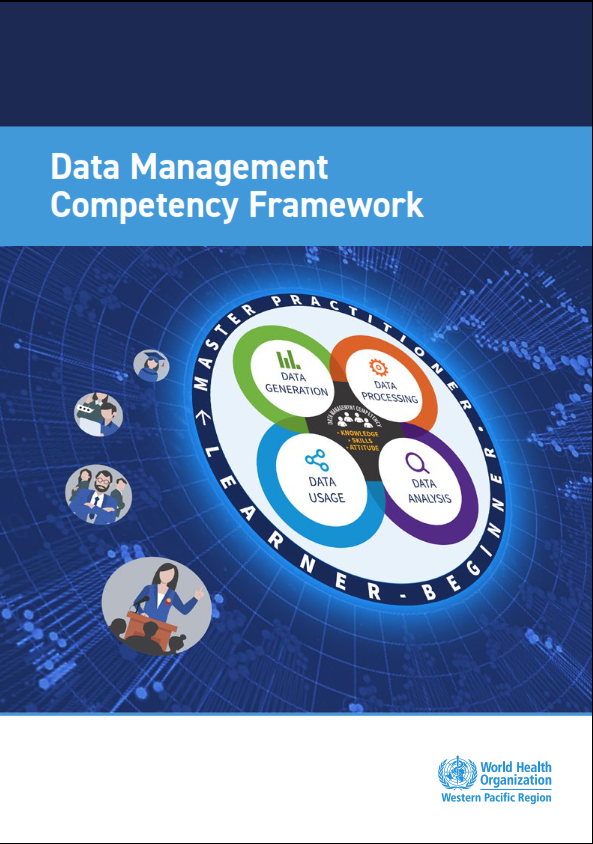 Data Management
Competency Framework
MASTER PRACTITIONER -
DATA
GENERATION
DATA
PROCESSING
DATA MANAGEMENT COMPETENCY
- KNOWLEDGE
- SKILLS
- ATTITUDE
DATA
USAGE
DATA
ANALYSIS
LEARNER - BEGINNER -
World Health
Organization
Western Pacific Region